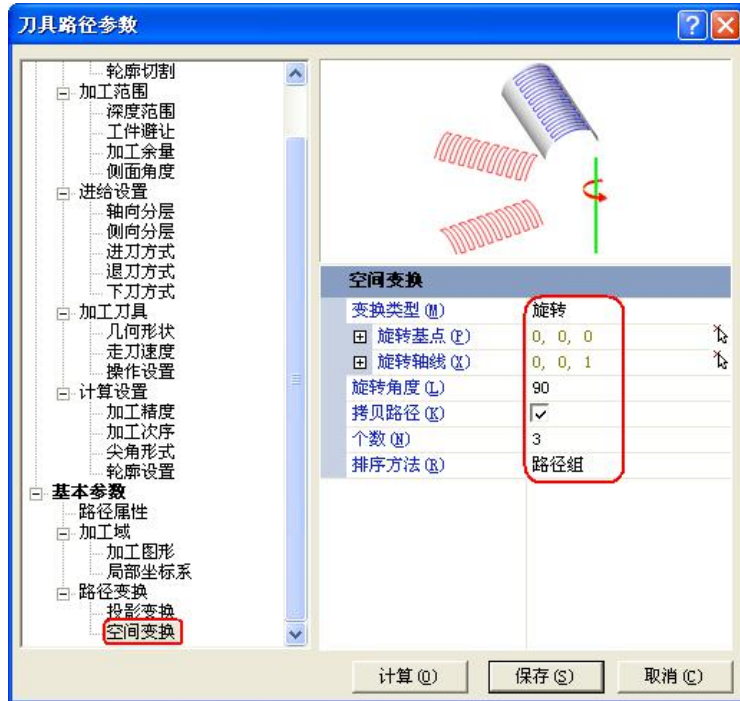 刀具路径参数
轮廓切割
加工范围
深度范围
工件避让
加工余量
侧面角度
进给设置
轴向分层
侧向分层
进刀方式
退刀方式
下刀方式
加工刀具
几何形状
走刀速度
操作设置
计算设置
加工精度
加工次序
尖角形式
轮廓设置
基本参数
路径属性
加工域
加工图形
局部坐标系
路径变换
投影变换
空间变换
空间变换
变换类型(M) 旋转
旋转基点(P) 0, 0, 0
旋转轴线(X) 0, 0, 1
旋转角度(L) 90
拷贝路径(K)
个数(N) 3
排序方法(R) 路径组
计算(O) 保存(S) 取消(C)